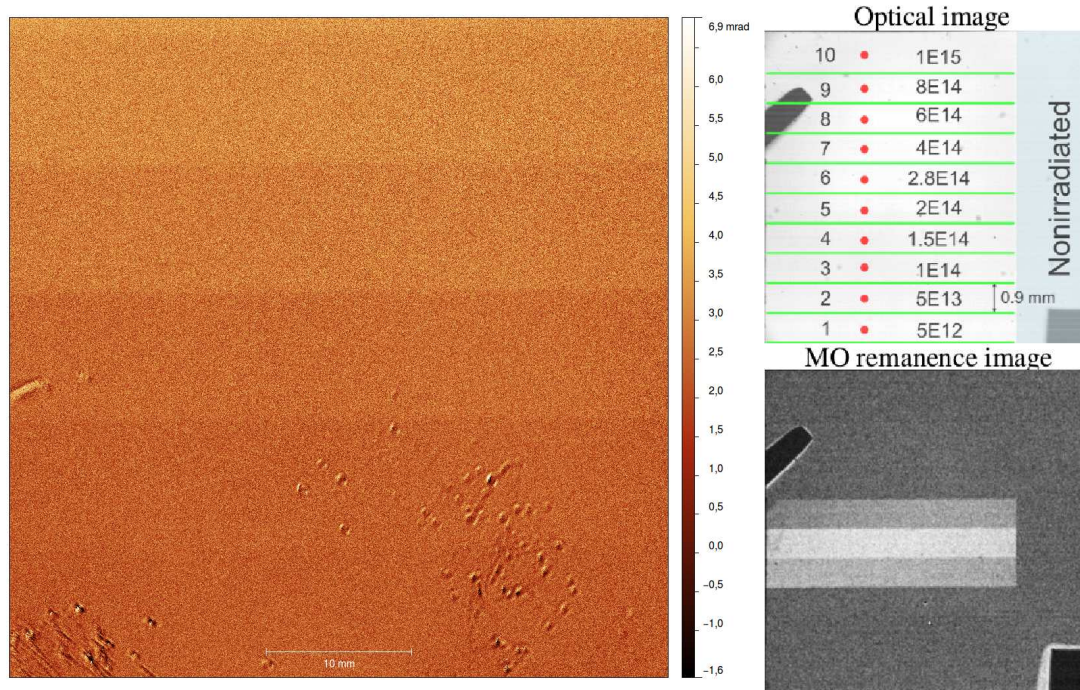 6,9 mrad
6,0
5,0
4,5
4,0
3,5
3,0
2,5
2,0
1,5
1,0
0,5
0,0
−0,5
−1,0
−1,6
10 mm
Optical image
10 1E15
9 8E14
8 6E14
7 4E14
6 2.8E14
5 2E14
4 1.5E14
3 1E14
2 5E13
1 5E12
0.9 mm
Nonirradiated
MO remanence image